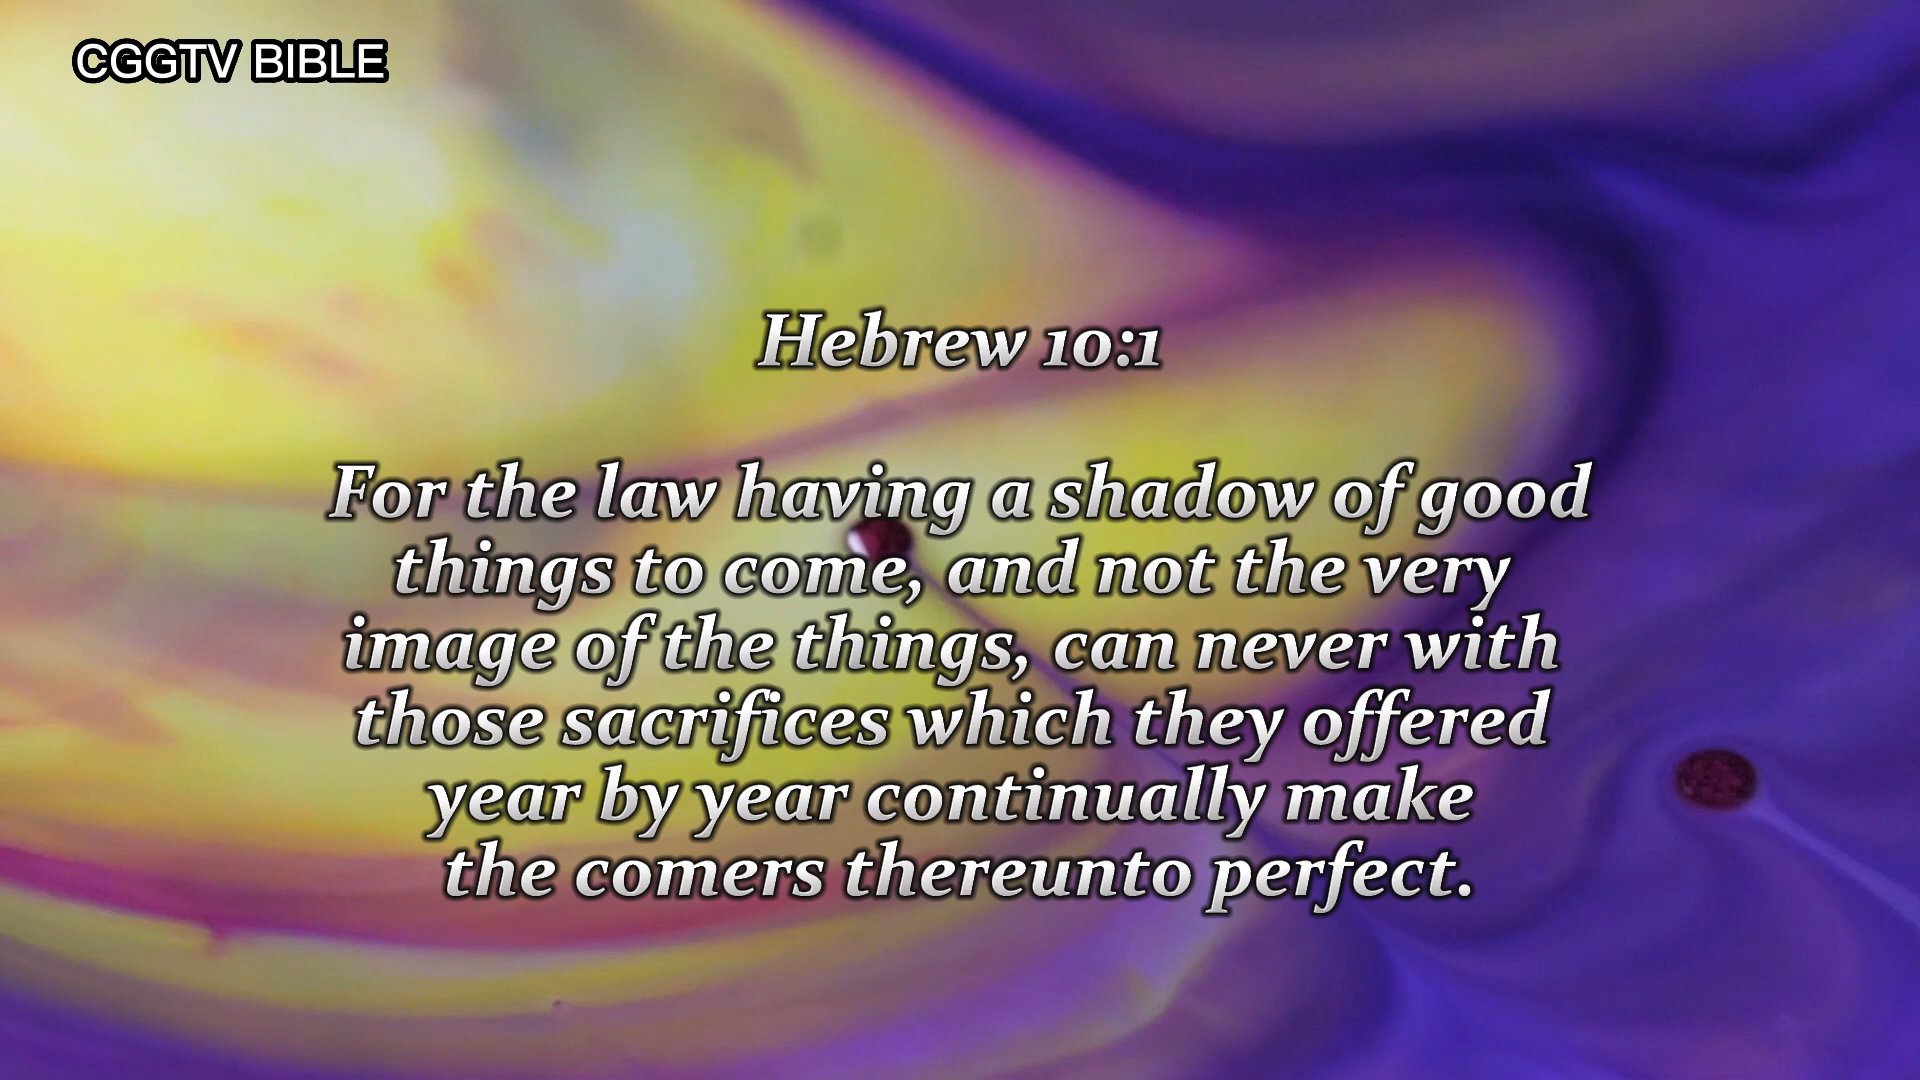 CGGTV BIBLE
Hebrew 10:1
For the law having a shadow of good
things to come, and not the very
image of the things, can never with
those sacrifices which they offered
year by year continually make
the comers thereunto perfect.